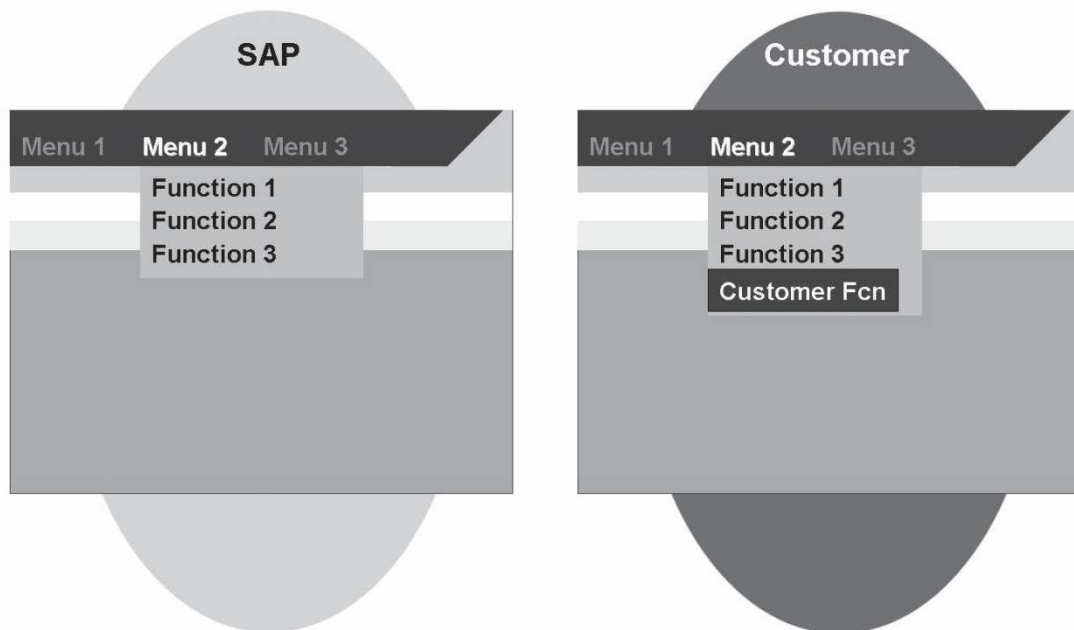 SAP
Menu 1 Menu 2 Menu 3
Function 1
Function 2
Function 3
Customer
Menu 1 Menu 2 Menu 3
Function 1
Function 2
Function 3
Customer Fcn